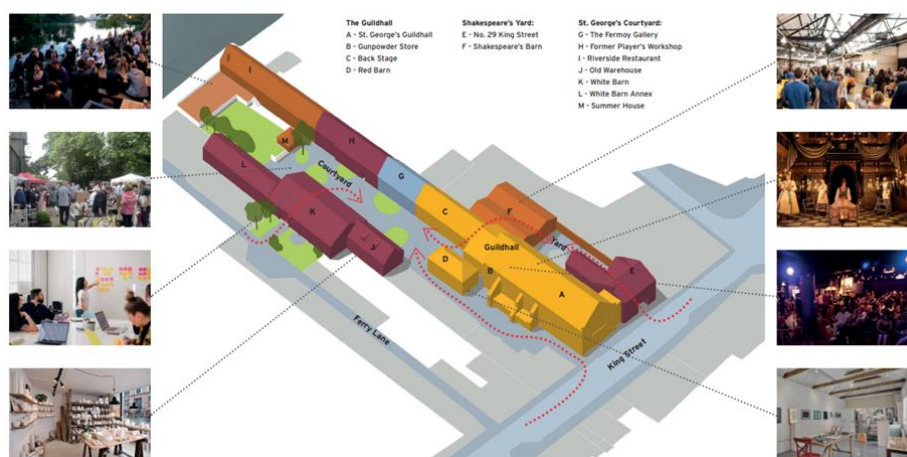 The Guildhall
A - St. George's Guildhall
B - Gunpowder Store
C - Back Stage
D - Red Barn
Shakespeare's Yard:
E - No. 29 King Street
F - Shakespeare's Barn
St. George's Courtyard:
G - The Fermoy Gallery
H - Former Player's Workshop
I - Riverside Restaurant
J - Old Warehouse
K - White Barn
L - White Barn Annex
M - Summer House
I
M
H
L
Courtyard
G
K
C
F
J
Yard
Guildhall
D
B
E
A
Ferry Lane
King Street